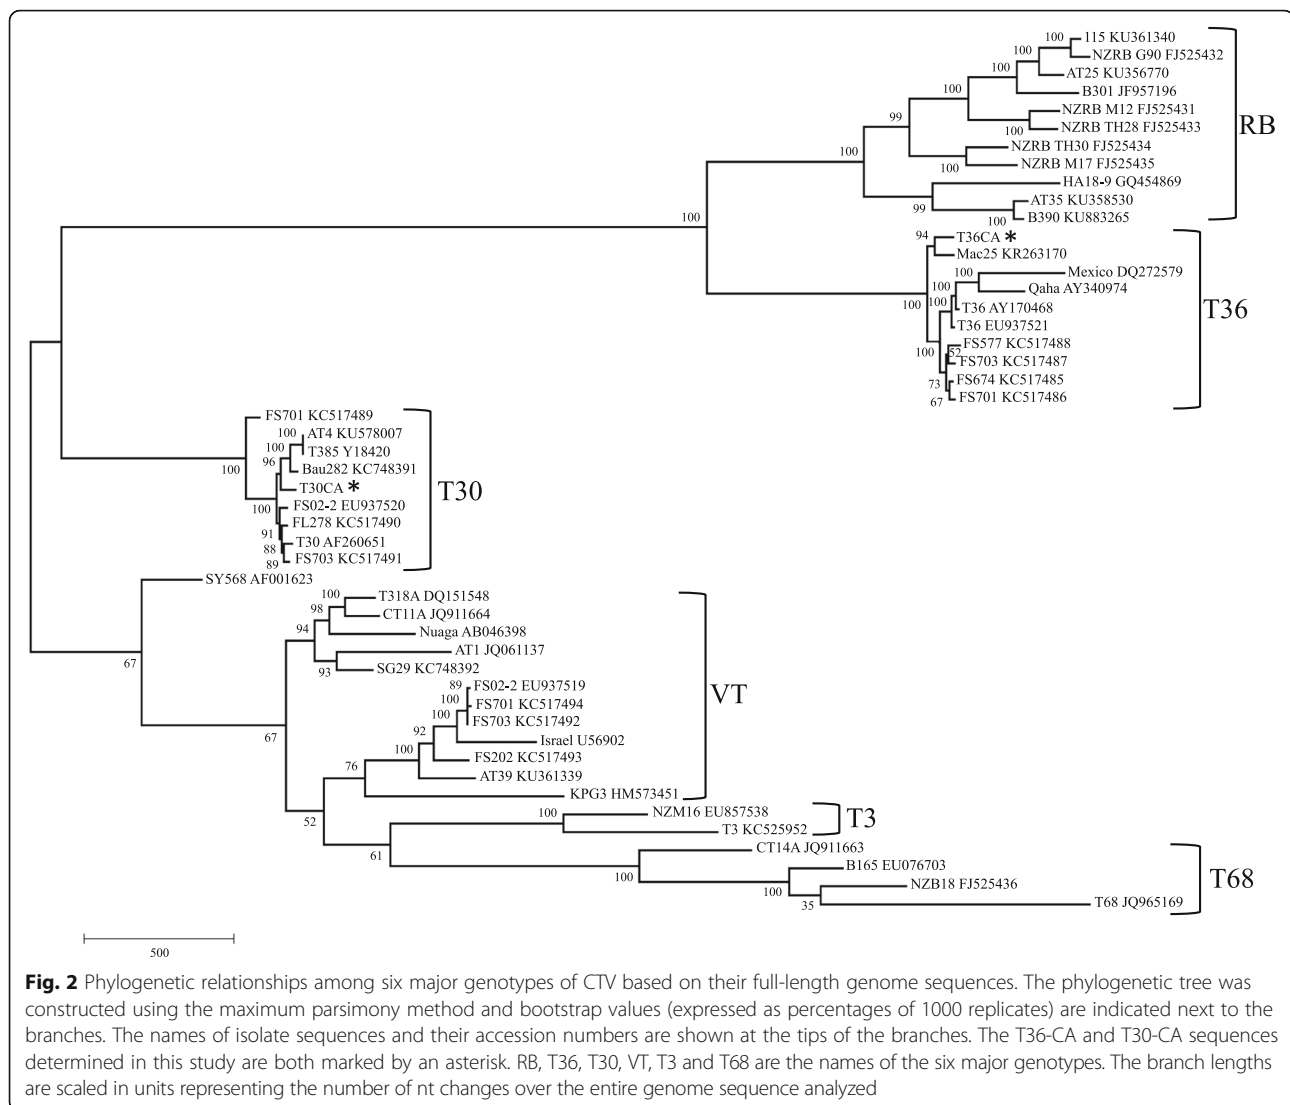 100
115 KU361340
100
NZRB G90 FJ525432
100
AT25 KU356770
100
B301 JF957196
100
NZRB M12 FJ525431
100
NZRB TH28 FJ525433
99
NZRB TH30 FJ525434
100
NZRB M17 FJ525435
100
HA18-9 GQ454869
99
AT35 KU358530
100
B390 KU883265
RB
100
94
T36CA *
Mac25 KR263170
100
Mexico DQ272579
100
Qaha AY340974
100
100
T36 AY170468
T36 EU937521
100
FS577 KC517488
52
FS703 KC517487
73
FS674 KC517485
67
FS701 KC517486
T36
FS701 KC517489
100
AT4 KU578007
100
T385 Y18420
96
Bau282 KC748391
100
T30CA *
100
FS02-2 EU937520
FL278 KC517490
91
T30 AF260651
88
FS703 KC517491
89
T30
SY568 AF001623
67
100
T318A DQ151548
98
CT11A JQ911664
94
Nuaga AB046398
AT1 JQ061137
93
SG29 KC748392
89
FS02-2 EU937519
100
FS701 KC517494
100
FS703 KC517492
92
Israel U56902
100
FS202 KC517493
76
AT39 KU361339
KPG3 HM573451
VT
67
52
100
NZM16 EU857538
T3 KC525952
T3
61
CT14A JQ911663
100
B165 EU076703
100
NZB18 FJ525436
35
T68 JQ965169
T68
500
Fig. 2 Phylogenetic relationships among six major genotypes of CTV based on their full-length genome sequences. The phylogenetic tree was
constructed using the maximum parsimony method and bootstrap values (expressed as percentages of 1000 replicates) are indicated next to the
branches. The names of isolate sequences and their accession numbers are shown at the tips of the branches. The T36-CA and T30-CA sequences
determined in this study are both marked by an asterisk. RB, T36, T30, VT, T3 and T68 are the names of the six major genotypes. The branch lengths
are scaled in units representing the number of nt changes over the entire genome sequence analyzed